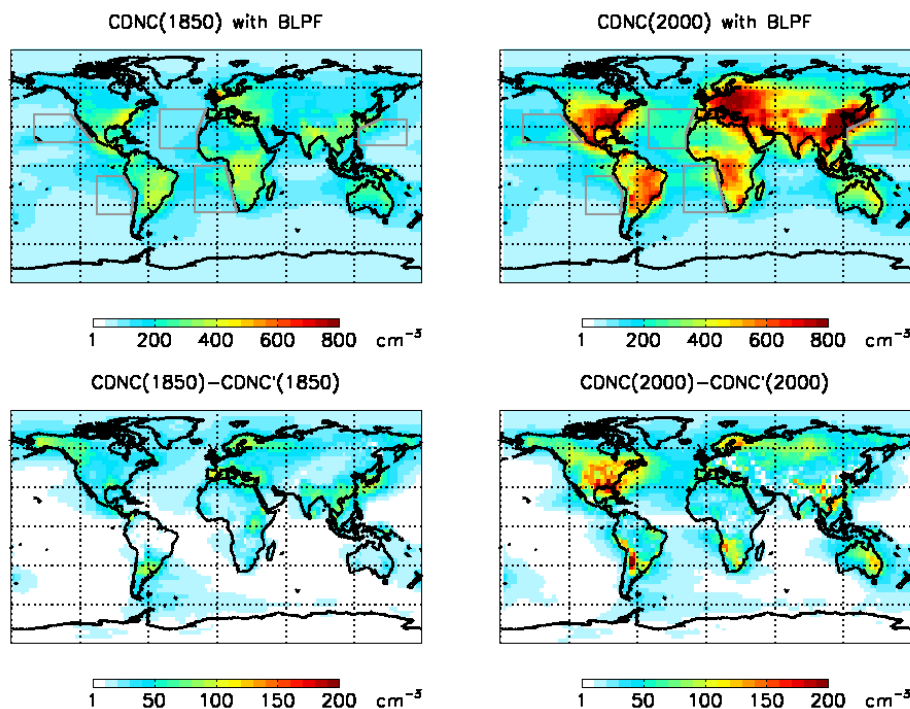 CDNC(1850) with BLPF
CDNC(2000) with BLPF
1 200 400 600 800 cm⁻³
1 200 400 600 800 cm⁻³
CDNC(1850)−CDNC'(1850)
CDNC(2000)−CDNC'(2000)
1 50 100 150 200 cm⁻³
1 50 100 150 200 cm⁻³